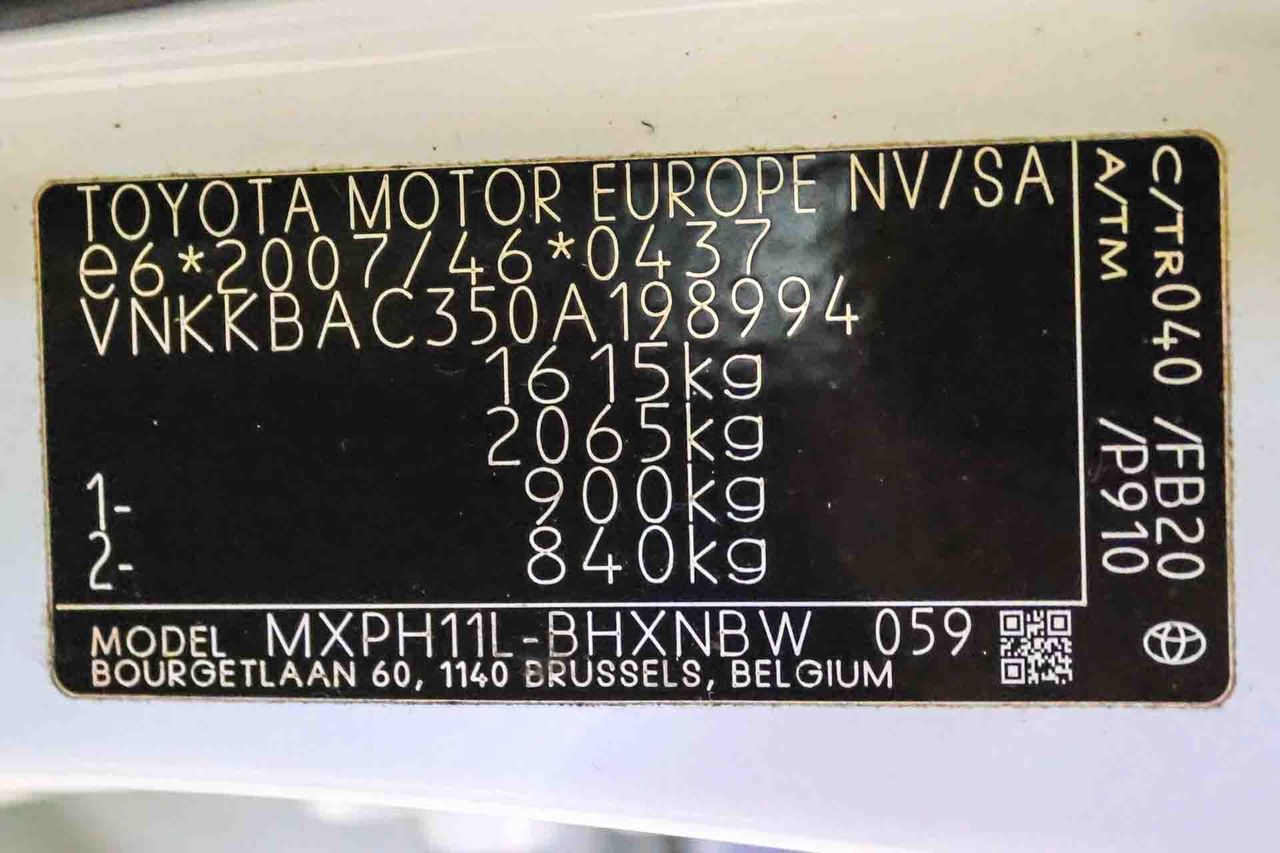 TOYOTA MOTOR EUROPE NV/SA
e6*2007/46*0437
VNKKBAC350A198994
1615kg
2065kg
1- 900kg
2- 840kg
MODEL MXPH11L-BHXNBW 059
BOURGETLAAN 60, 1140 BRUSSELS, BELGIUM
C/TR040 /FB20
A/TM /P910